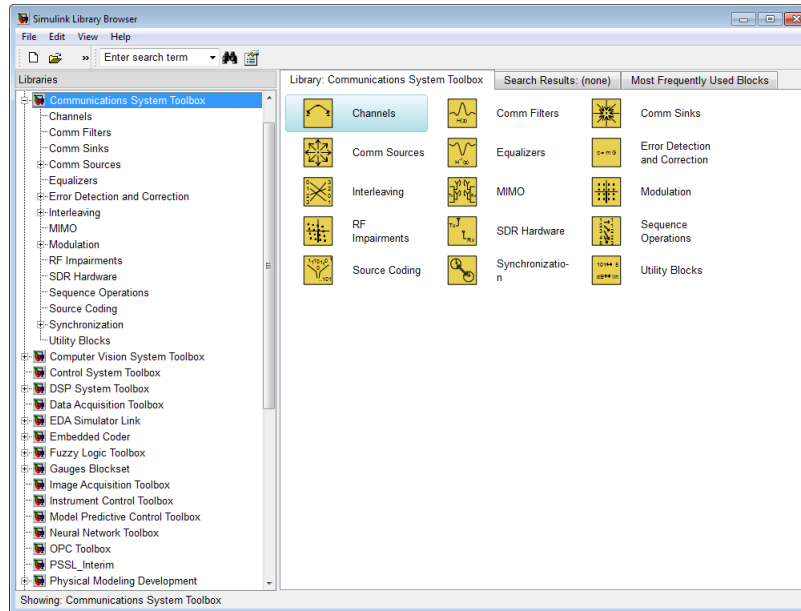 Simulink Library Browser
File Edit View Help
» Enter search term
Libraries
Library: Communications System Toolbox Search Results: (none) Most Frequently Used Blocks
Communications System Toolbox
Channels
Comm Filters
Comm Sinks
Comm Sources
Equalizers
Error Detection and Correction
Interleaving
MIMO
Modulation
RF Impairments
SDR Hardware
Sequence Operations
Source Coding
Synchronization
Utility Blocks
Computer Vision System Toolbox
Control System Toolbox
DSP System Toolbox
Data Acquisition Toolbox
EDA Simulator Link
Embedded Coder
Fuzzy Logic Toolbox
Gauges Blockset
Image Acquisition Toolbox
Instrument Control Toolbox
Model Predictive Control Toolbox
Neural Network Toolbox
OPC Toolbox
PSSL_Interim
Physical Modeling Development
Channels
Comm Filters
Comm Sinks
Comm Sources
Equalizers
Error Detection
and Correction
Interleaving
MIMO
Modulation
RF
Impairments
SDR Hardware
Sequence
Operations
Source Coding
Synchronizatio-
n
Utility Blocks
Showing: Communications System Toolbox